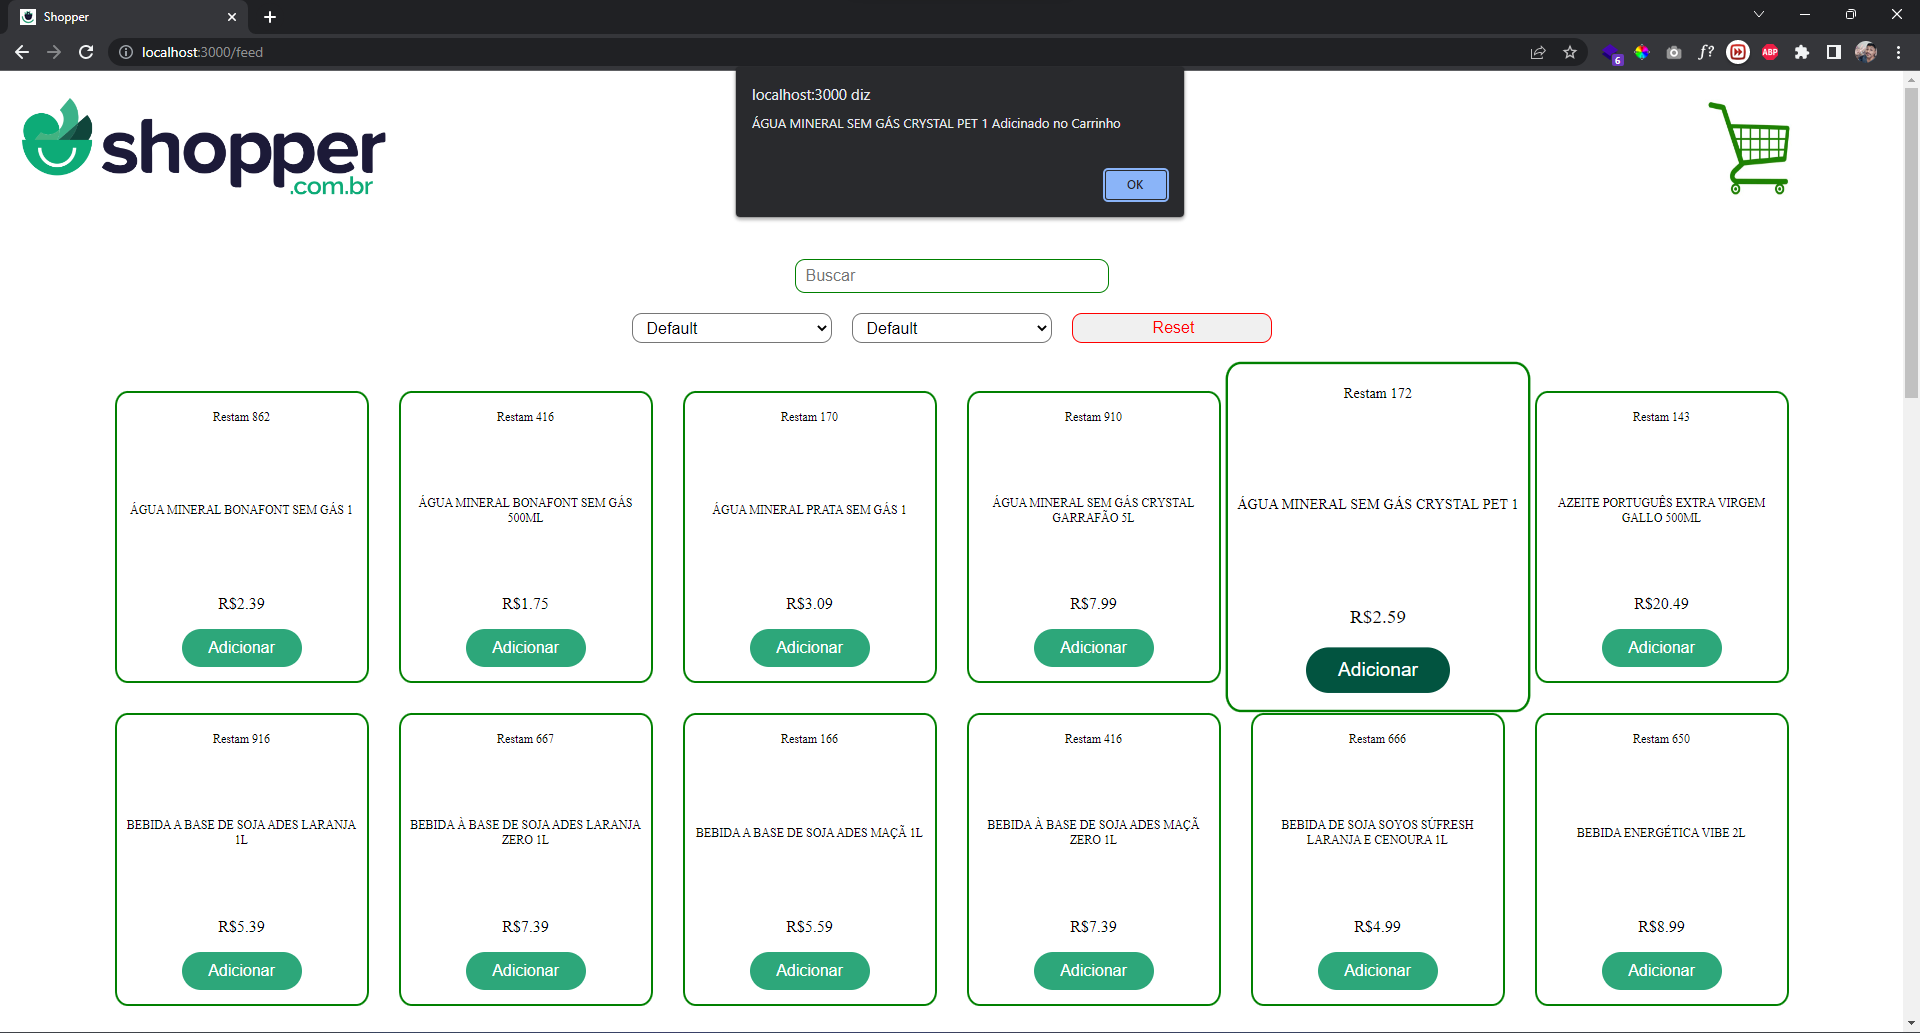 Shopper
localhost:3000/feed
6
f?
ABP
localhost:3000 diz
ÁGUA MINERAL SEM GÁS CRYSTAL PET 1 Adicinado no Carrinho
OK
shopper
.com.br
Buscar
Default
Default
Reset
Restam 862
ÁGUA MINERAL BONAFONT SEM GÁS 1
R$2.39
Adicionar
Restam 416
ÁGUA MINERAL BONAFONT SEM GÁS
500ML
R$1.75
Adicionar
Restam 170
ÁGUA MINERAL PRATA SEM GÁS 1
R$3.09
Adicionar
Restam 910
ÁGUA MINERAL SEM GÁS CRYSTAL
GARRAFÃO 5L
R$7.99
Adicionar
Restam 172
ÁGUA MINERAL SEM GÁS CRYSTAL PET 1
R$2.59
Adicionar
Restam 143
AZEITE PORTUGUÊS EXTRA VIRGEM
GALLO 500ML
R$20.49
Adicionar
Restam 916
BEBIDA A BASE DE SOJA ADES LARANJA
1L
R$5.39
Adicionar
Restam 667
BEBIDA À BASE DE SOJA ADES LARANJA
ZERO 1L
R$7.39
Adicionar
Restam 166
BEBIDA A BASE DE SOJA ADES MAÇÃ 1L
R$5.59
Adicionar
Restam 416
BEBIDA À BASE DE SOJA ADES MAÇÃ
ZERO 1L
R$7.39
Adicionar
Restam 666
BEBIDA DE SOJA SOYOS SÚFRESH
LARANJA E CENOURA 1L
R$4.99
Adicionar
Restam 650
BEBIDA ENERGÉTICA VIBE 2L
R$8.99
Adicionar